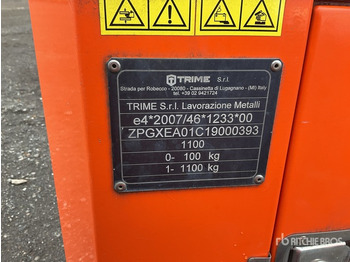 TRIME S.r.l.
Strada per Robecco - 20080 - Cassinetta di Lugagnano - (MI) Italy
tel. +39 02 9421724
TRIME S.r.l. Lavorazione Metalli
e4*2007/46*1233*00
ZPGXEA01C19000393
1100
0- 100 kg
1- 1100 kg
rb
Ritchie Bros.